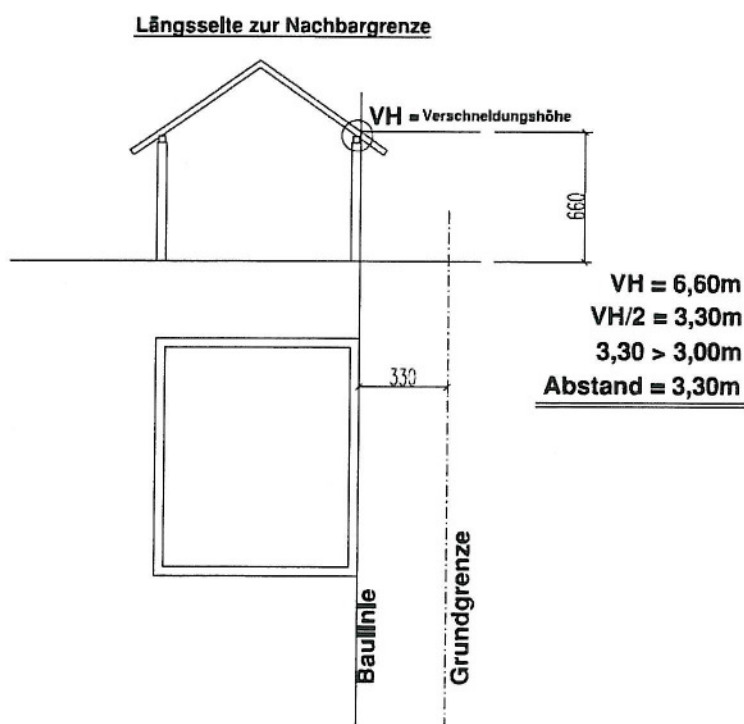 Längsseite zur Nachbargrenze
VH = Verschneidungshöhe
660
VH = 6,60m
VH/2 = 3,30m
3,30 > 3,00m
Abstand = 3,30m
330
Baulinie
Grundgrenze